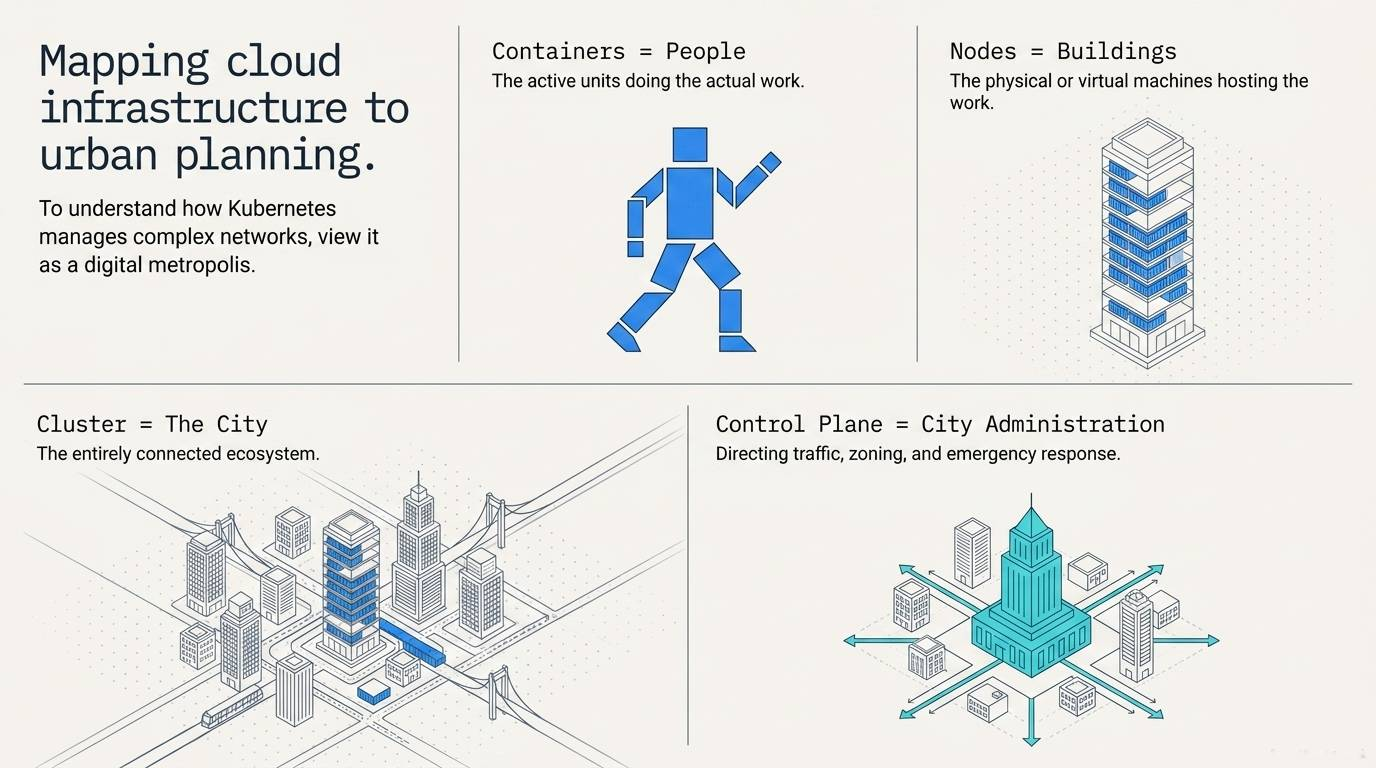 Mapping cloud
infrastructure to
urban planning.
To understand how Kubernetes
manages complex networks, view it
as a digital metropolis.
Containers = People
The active units doing the actual work.
Nodes = Buildings
The physical or virtual machines hosting the
work.
Cluster = The City
The entirely connected ecosystem.
Control Plane = City Administration
Directing traffic, zoning, and emergency response.